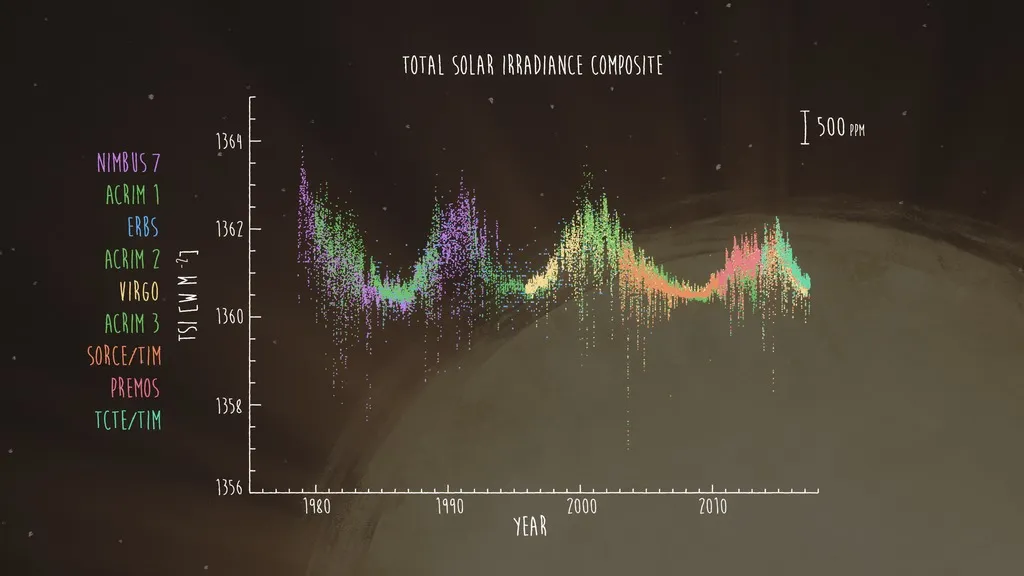 TOTAL SOLAR IRRADIANCE COMPOSITE
500 PPM
NIMBUS 7
ACRIM 1
ERBS
ACRIM 2
VIRGO
ACRIM 3
SORCE/TIM
PREMOS
TCTE/TIM
TSI [W M⁻²]
1364
1362
1360
1358
1356
1980 1990 2000 2010
YEAR